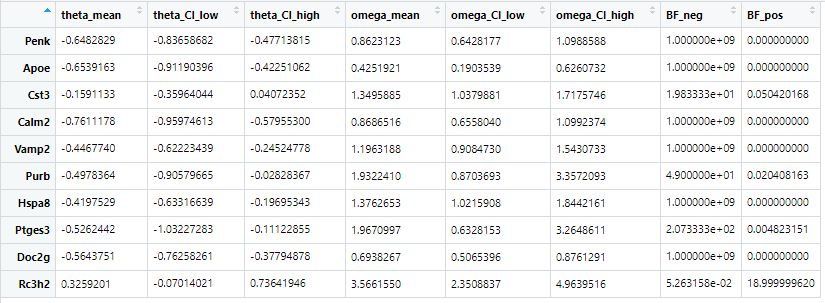 theta_mean theta_CI_low theta_CI_high omega_mean omega_CI_low omega_CI_high BF_neg BF_pos
Penk -0.6482829 -0.83658682 -0.47713815 0.8623123 0.6428177 1.0988588 1.000000e+09 0.000000000
Apoe -0.6539163 -0.91190396 -0.42251062 0.4251921 0.1903539 0.6260732 1.000000e+09 0.000000000
Cst3 -0.1591133 -0.35964044 0.04072352 1.3495885 1.0379881 1.7175746 1.983333e+01 0.050420168
Calm2 -0.7611178 -0.95974613 -0.57955300 0.8686516 0.6558040 1.0992374 1.000000e+09 0.000000000
Vamp2 -0.4467740 -0.62223439 -0.24524778 1.1963188 0.9084730 1.5430733 1.000000e+09 0.000000000
Purb -0.4978364 -0.90579665 -0.02828367 1.9322410 0.8703693 3.3572093 4.900000e+01 0.020408163
Hspa8 -0.4197529 -0.63316639 -0.19695343 1.3762653 1.0215908 1.8442161 1.000000e+09 0.000000000
Ptges3 -0.5262442 -1.03227283 -0.11122855 1.9670997 0.6328153 3.2648611 2.073333e+02 0.004823151
Doc2g -0.5643751 -0.76258261 -0.37794878 0.6938267 0.5065396 0.8761291 1.000000e+09 0.000000000
Rc3h2 0.3259201 -0.07014021 0.73641946 3.5661550 2.3508837 4.9639516 5.263158e-02 18.999999620